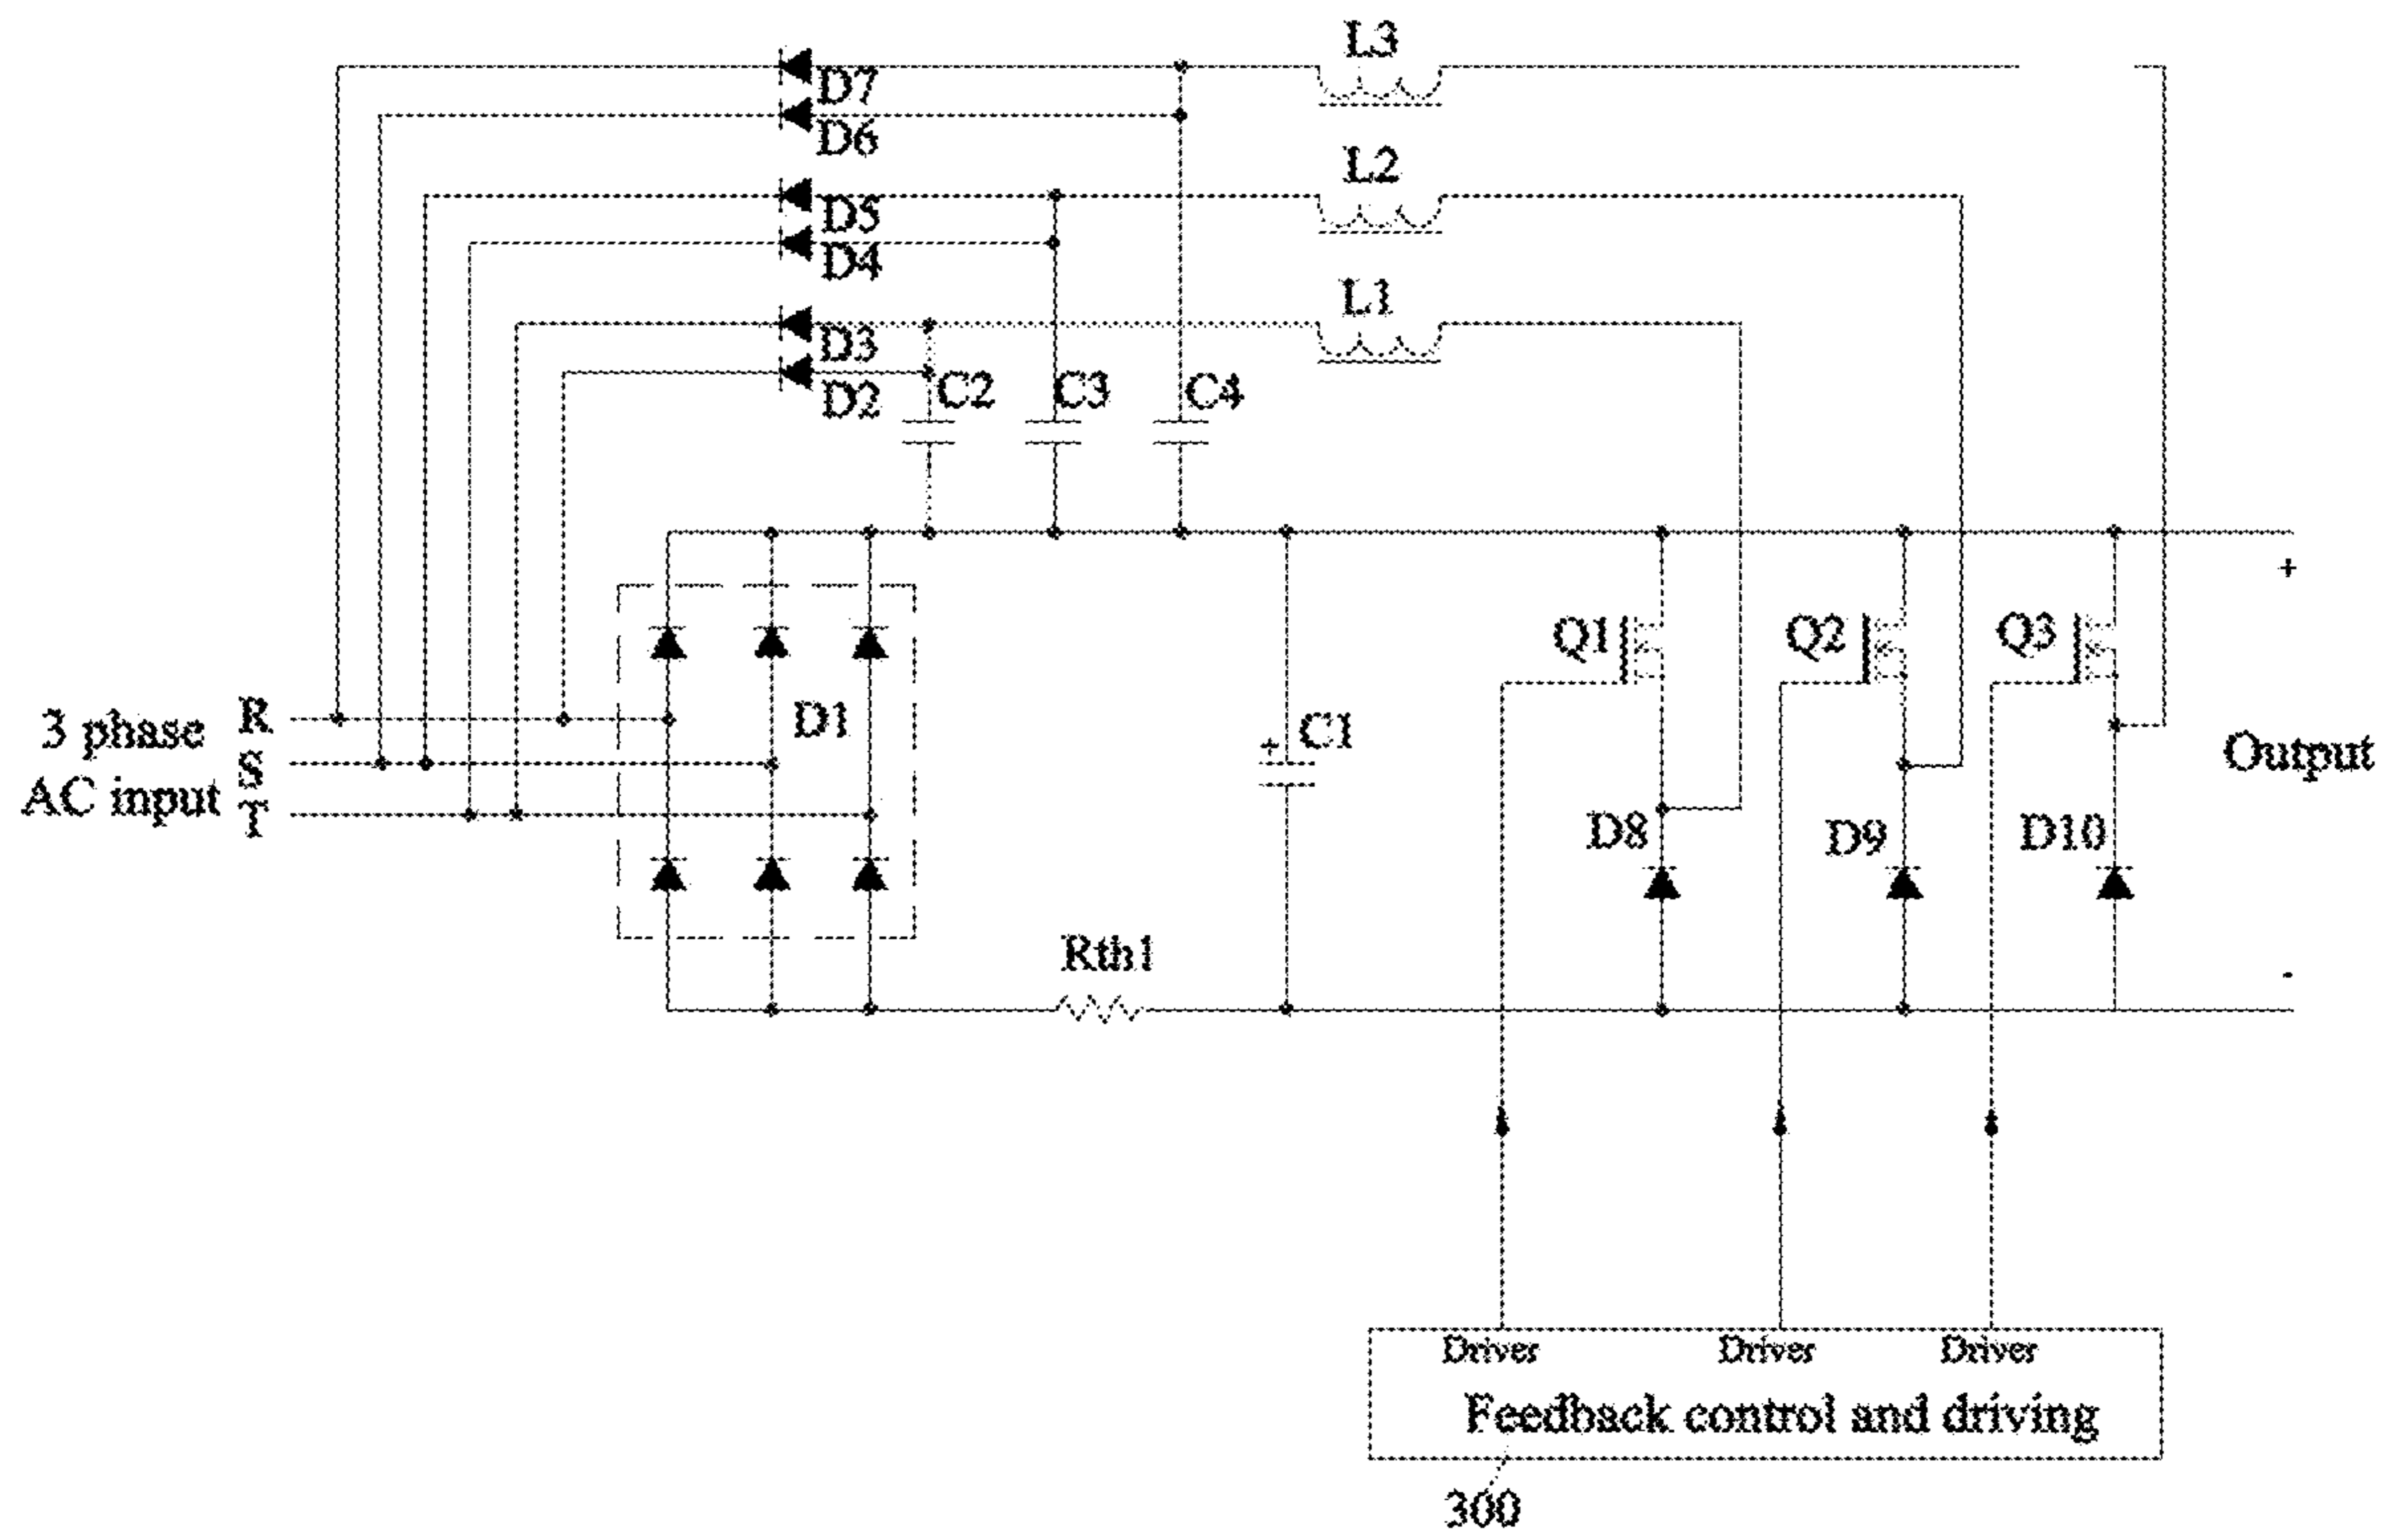 L3
D7
D6
L2
D5
D4
L1
D3
D2
C2
C3
C4
+
Q1
Q2
Q3
3 phase
AC input
R
S
T
D1
+
C1
Output
D8
D9
D10
Rth1
-
Driver
Driver
Driver
Feedback control and driving
300